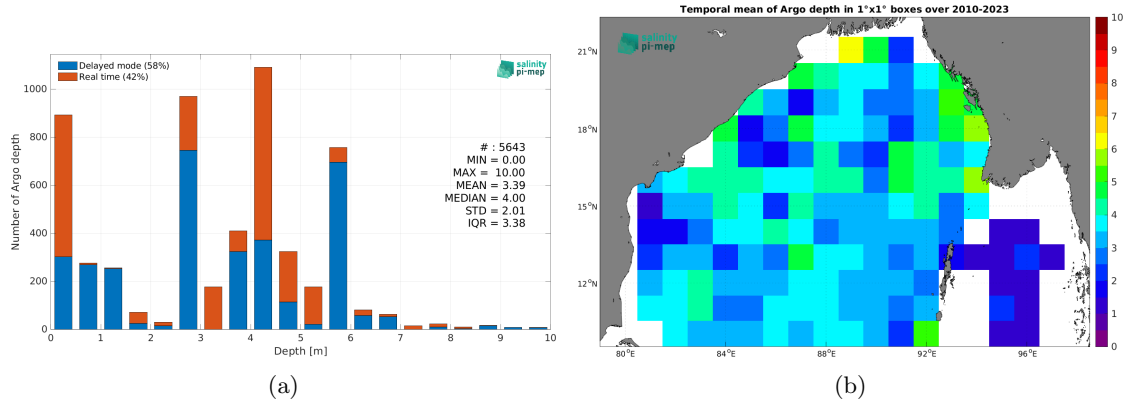 Delayed mode (58%)
Real time (42%)
salinity
pi-mep
1000
800
600
400
200
0
Number of Argo depth
# : 5643
MIN = 0.00
MAX = 10.00
MEAN = 3.39
MEDIAN = 4.00
STD = 2.01
IQR = 3.38
0 1 2 3 4 5 6 7 8 9 10
Depth [m]
(a)
Temporal mean of Argo depth in 1°x1° boxes over 2010-2023
salinity
pi-mep
21°N
18°N
15°N
12°N
80°E 84°E 88°E 92°E 96°E
10
9
8
7
6
5
4
3
2
1
0
(b)